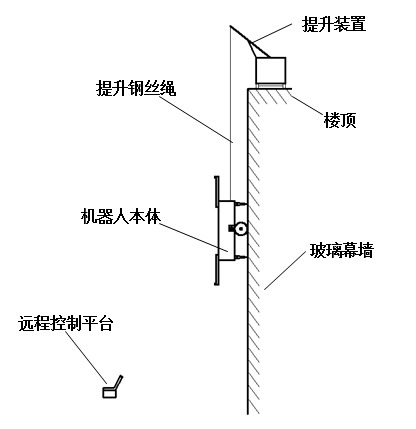 提升装置
提升钢丝绳
楼顶
机器人本体
玻璃幕墙
远程控制平台